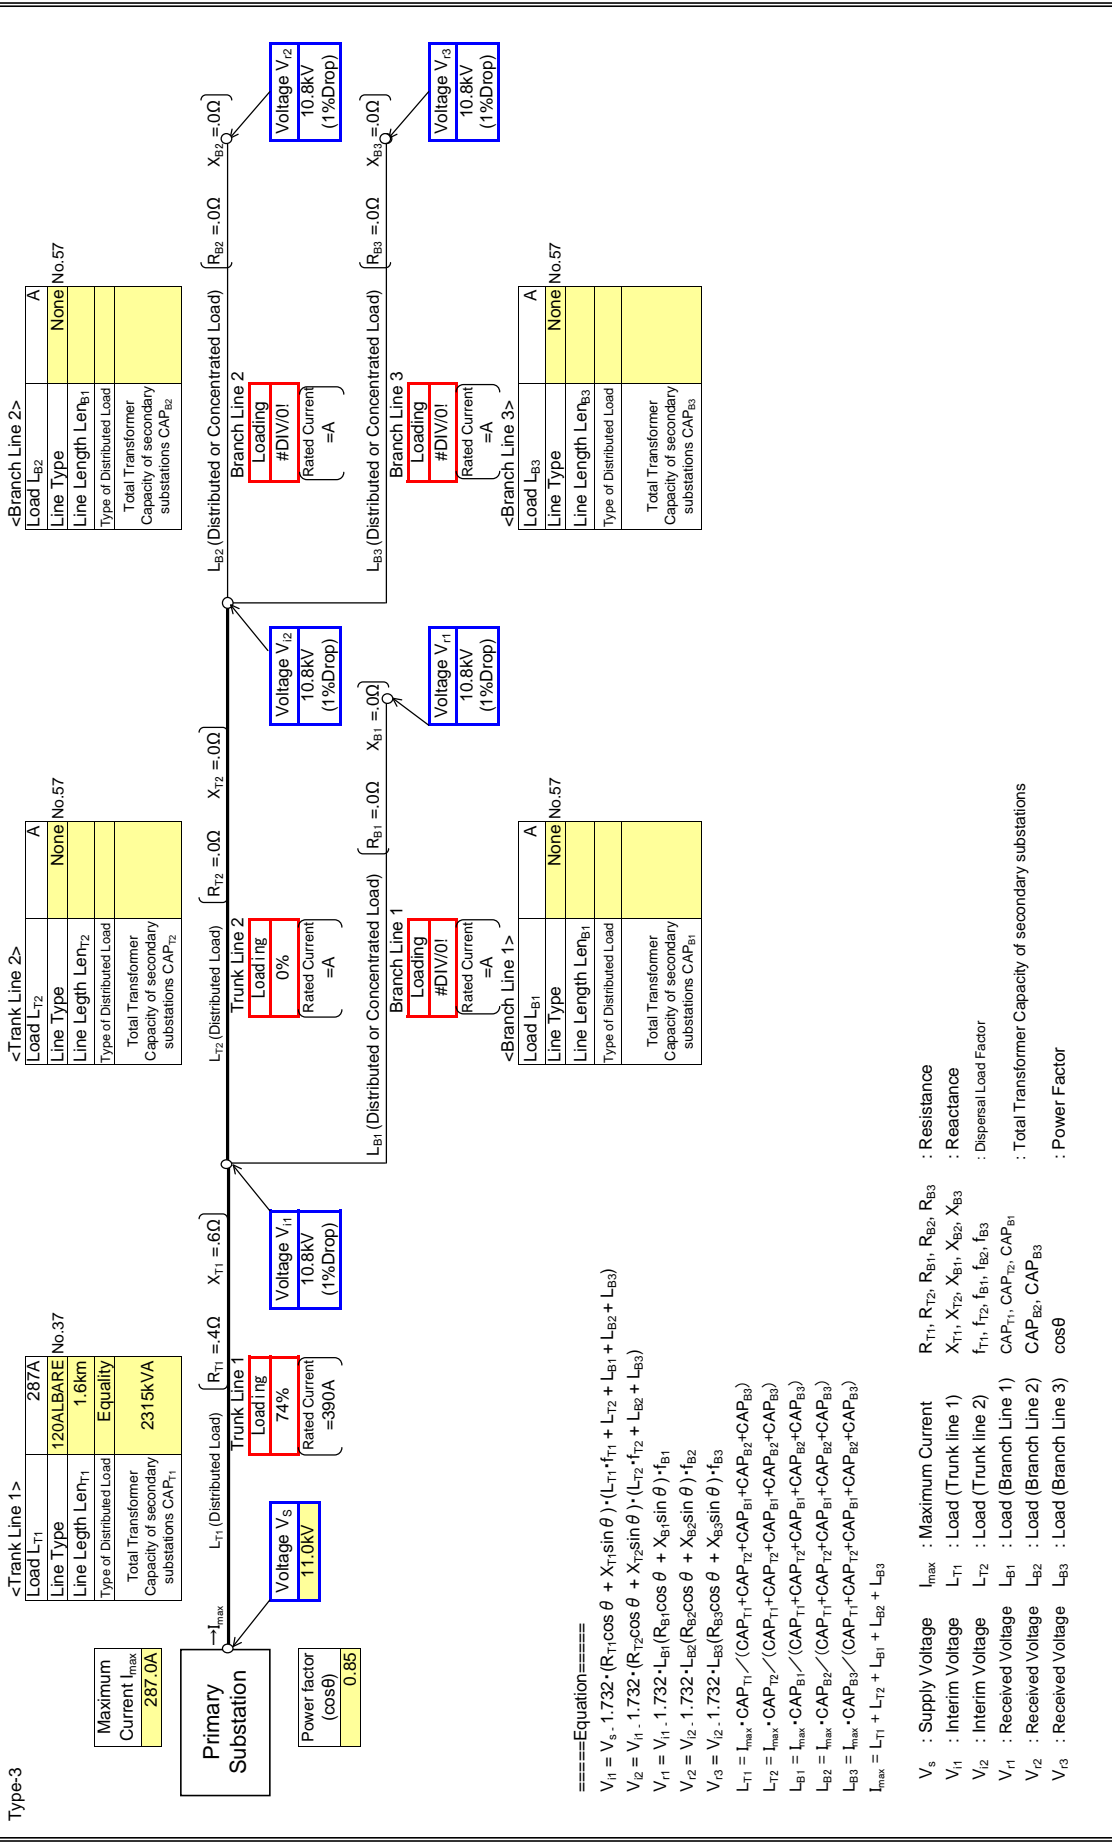 Type-3
Maximum
Current Imax
287.0A
Primary
Substation
→Imax
Power factor
(cosθ)
0.85
Voltage VS
11.0kV
<Trank Line 1>
Load LT1 287A
Line Type 120ALBARE No.37
Line Legth LenT1 1.6km
Type of Distributed Load Equality
Total Transformer
Capacity of secondary
substations CAPT1
2315kVA
LT1 (Distributed Load)
RT1 =.4Ω XT1 =.6Ω
Trunk Line 1
Loading
74%
Rated Current
=390A
Voltage Vi1
10.8kV
(1%Drop)
<Trank Line 2>
Load LT2 A
Line Type None No.57
Line Length LenT2
Type of Distributed Load
Total Transformer
Capacity of secondary
substations CAPT2
LT2 (Distributed Load)
RT2 =.0Ω XT2 =.0Ω
Trunk Line 2
Loading
0%
Rated Current
=A
Voltage Vi2
10.8kV
(1%Drop)
LB1 (Distributed or Concentrated Load)
RB1 =.0Ω XB1 =.0Ω
Branch Line 1
Loading
#DIV/0!
Rated Current
=A
Voltage Vr1
10.8kV
(1%Drop)
<Branch Line 1>
Load LB1 A
Line Type None No.57
Line Length LenB1
Type of Distributed Load
Total Transformer
Capacity of secondary
substations CAPB1
<Branch Line 2>
Load LB2 A
Line Type None No.57
Line Length LenB1
Type of Distributed Load
Total Transformer
Capacity of secondary
substations CAPB2
LB2 (Distributed or Concentrated Load)
RB2 =.0Ω XB2 =.0Ω
Branch Line 2
Loading
#DIV/0!
Rated Current
=A
Voltage Vr2
10.8kV
(1%Drop)
LB3 (Distributed or Concentrated Load)
RB3 =.0Ω XB3 =.0Ω
Branch Line 3
Loading
#DIV/0!
Rated Current
=A
Voltage Vr3
10.8kV
(1%Drop)
<Branch Line 3>
Load LB3 A
Line Type None No.57
Line Length LenB3
Type of Distributed Load
Total Transformer
Capacity of secondary
substations CAPB3
=====Equation=====
Vi1 = Vs - 1.732・(RT1cos θ + XT1sin θ)・(LT1・fT1 + LT2 + LB1 + LB2 + LB3)
Vi2 = Vi1 - 1.732・(RT2cos θ + XT2sin θ)・(LT2・fT2 + LB2 + LB3)
Vr1 = Vi1 - 1.732・LB1(RB1cos θ + XB1sin θ)・fB1
Vr2 = Vi2 - 1.732・LB2(RB2cos θ + XB2sin θ)・fB2
Vr3 = Vi2 - 1.732・LB3(RB3cos θ + XB3sin θ)・fB3
LT1 = Imax・CAPT1／(CAPT1+CAPT2+CAPB1+CAPB2+CAPB3)
LT2 = Imax・CAPT2／(CAPT1+CAPT2+CAPB1+CAPB2+CAPB3)
LB1 = Imax・CAPB1／(CAPT1+CAPT2+CAPB1+CAPB2+CAPB3)
LB2 = Imax・CAPB2／(CAPT1+CAPT2+CAPB1+CAPB2+CAPB3)
LB3 = Imax・CAPB3／(CAPT1+CAPT2+CAPB1+CAPB2+CAPB3)
Imax = LT1 + LT2 + LB1 + LB2 + LB3
Vs : Supply Voltage Imax : Maximum Current RT1, RT2, RB1, RB2, RB3 : Resistance
Vi1 : Interim Voltage LT1 : Load (Trunk line 1) XT1, XT2, XB1, XB2, XB3 : Reactance
Vi2 : Interim Voltage LT2 : Load (Trunk line 2) fT1, fT2, fB1, fB2, fB3 : Dispersal Load Factor
Vr1 : Received Voltage LB1 : Load (Branch Line 1) CAPT1, CAPT2, CAPB1
Vr2 : Received Voltage LB2 : Load (Branch Line 2) CAPB2, CAPB3 : Total Transformer Capacity of secondary substations
Vr3 : Received Voltage LB3 : Load (Branch Line 3) cosθ : Power Factor